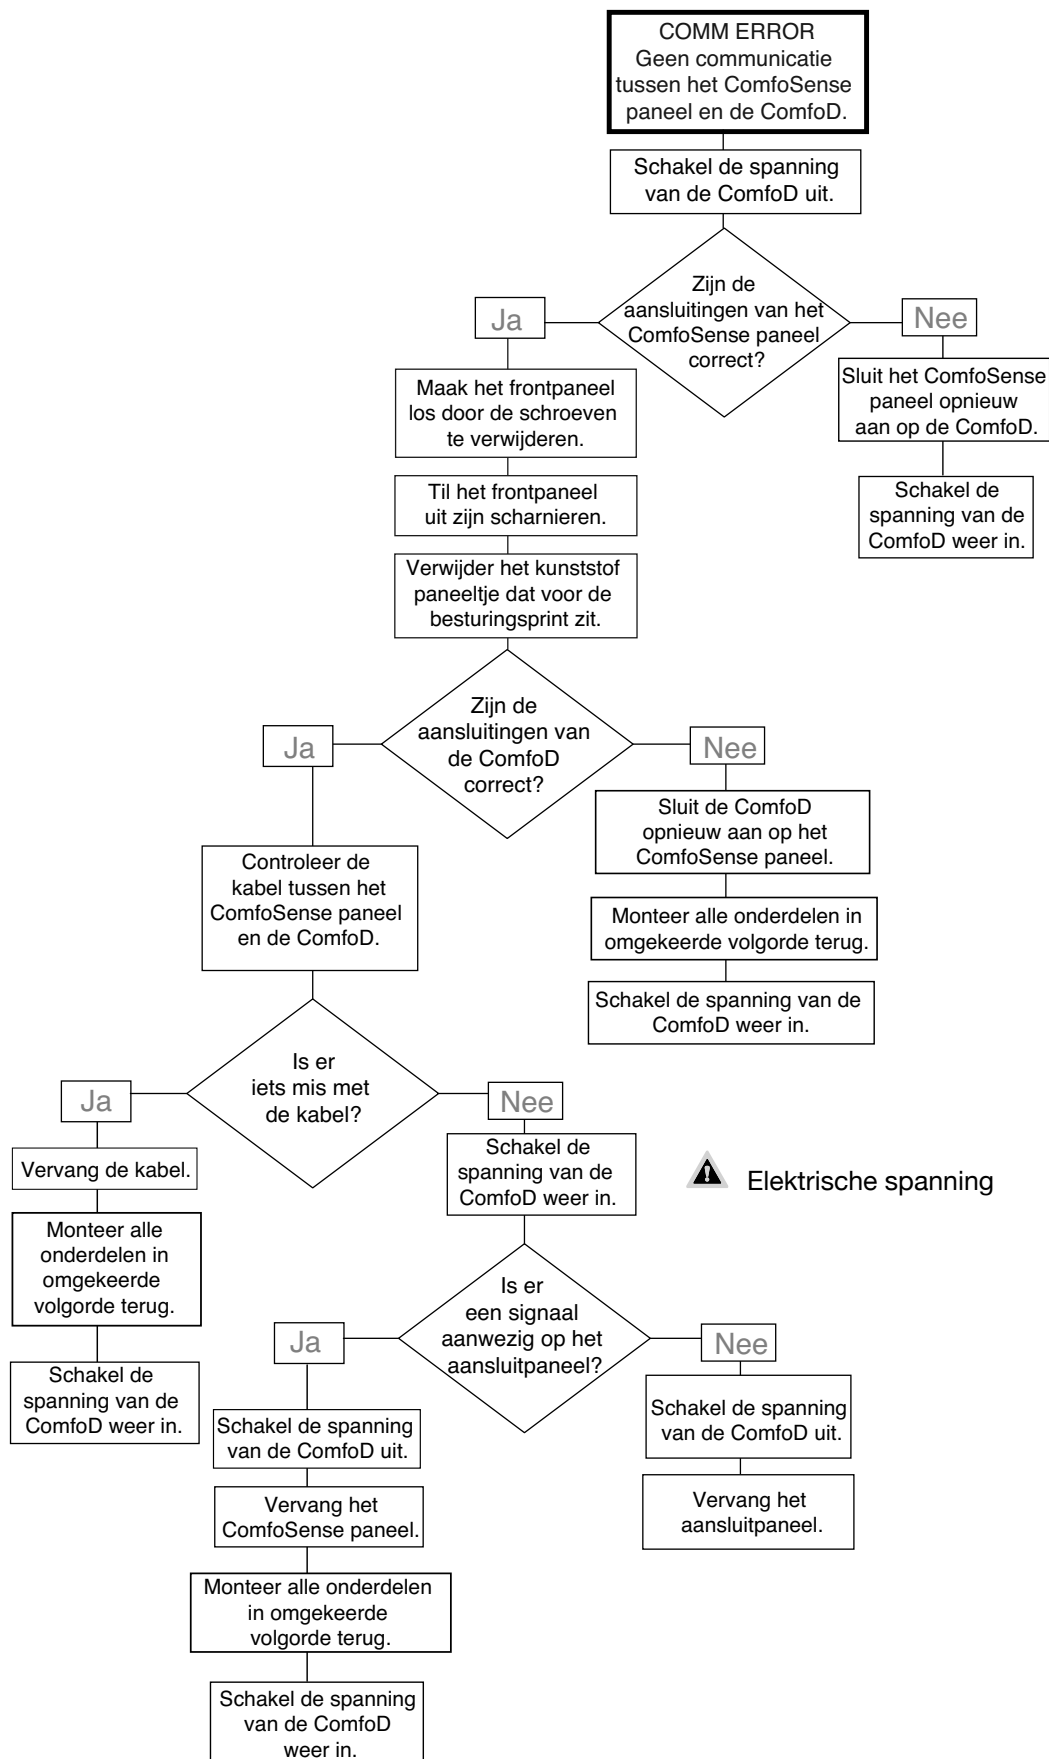 COMM ERROR
Geen communicatie
tussen het ComfoSense
paneel en de ComfoD.
Schakel de spanning
van de ComfoD uit.
Zijn de
aansluitingen van het
ComfoSense paneel
correct?
Ja
Nee
Maak het frontpaneel
los door de schroeven
te verwijderen.
Sluit het ComfoSense
paneel opnieuw
aan op de ComfoD.
Til het frontpaneel
uit zijn scharnieren.
Schakel de
spanning van de
ComfoD weer in.
Verwijder het kunststof
paneeltje dat voor de
besturingsprint zit.
Zijn de
aansluitingen van
de ComfoD
correct?
Ja
Nee
Controleer de
kabel tussen het
ComfoSense paneel
en de ComfoD.
Sluit de ComfoD
opnieuw aan op het
ComfoSense paneel.
Monteer alle onderdelen in
omgekeerde volgorde terug.
Schakel de spanning van de
ComfoD weer in.
Is er
iets mis met
de kabel?
Ja
Nee
Vervang de kabel.
Monteer alle
onderdelen in
omgekeerde
volgorde terug.
Schakel de
spanning van de
ComfoD weer in.
Schakel de
spanning van de
ComfoD weer in.
Elektrische spanning
Is er
een signaal
aanwezig op het
aansluitpaneel?
Ja
Nee
Schakel de spanning
van de ComfoD uit.
Vervang het
ComfoSense paneel.
Monteer alle onderdelen
in omgekeerde
volgorde terug.
Schakel de spanning
van de ComfoD
weer in.
Schakel de spanning
van de ComfoD uit.
Vervang het
aansluitpaneel.